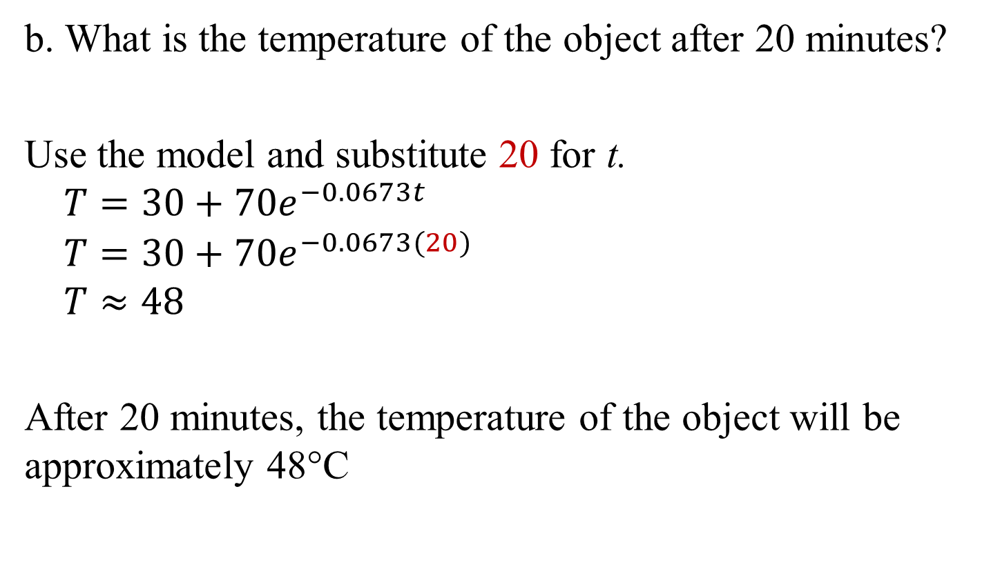 b. What is the temperature of the object after 20 minutes?
Use the model and substitute 20 for t.
T = 30 + 70e^{−0.0673t}
T = 30 + 70e^{−0.0673(20)}
T ≈ 48
After 20 minutes, the temperature of the object will be
approximately 48°C